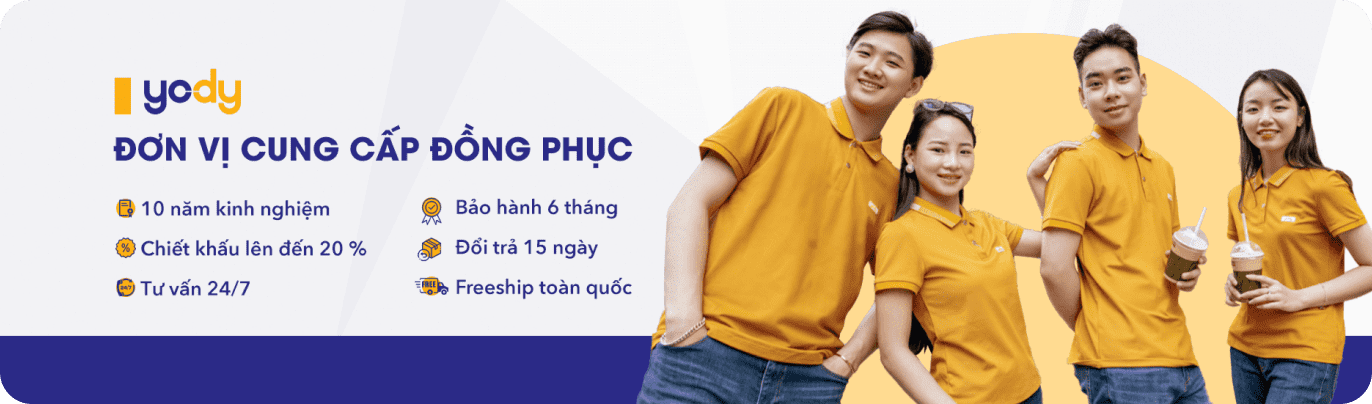 yody
ĐƠN VỊ CUNG CẤP ĐỒNG PHỤC
10 năm kinh nghiệm
Chiết khấu lên đến 20 %
Tư vấn 24/7
Bảo hành 6 tháng
Đổi trả 15 ngày
FREE
Freeship toàn quốc